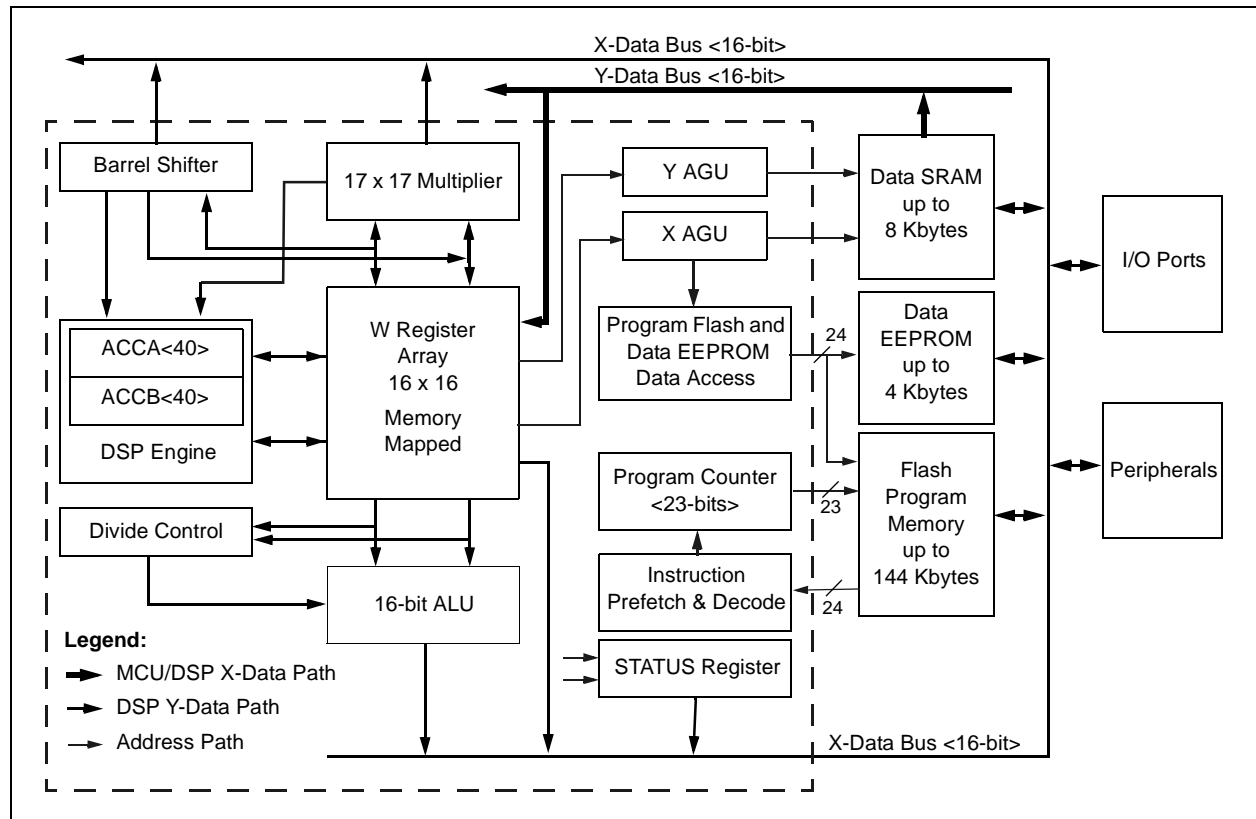 X-Data Bus <16-bit>
Y-Data Bus <16-bit>
Barrel Shifter
17 x 17 Multiplier
Y AGU
X AGU
Data SRAM
up to
8 Kbytes
I/O Ports
ACCA<40>
ACCB<40>
DSP Engine
W Register
Array
16 x 16
Memory
Mapped
Program Flash and
Data EEPROM
Data Access
24
Data
EEPROM
up to
4 Kbytes
Program Counter
<23-bits>
23
Flash
Program
Memory
up to
144 Kbytes
Peripherals
Divide Control
16-bit ALU
Instruction
Prefetch & Decode
24
STATUS Register
Legend:
MCU/DSP X-Data Path
DSP Y-Data Path
Address Path
X-Data Bus <16-bit>